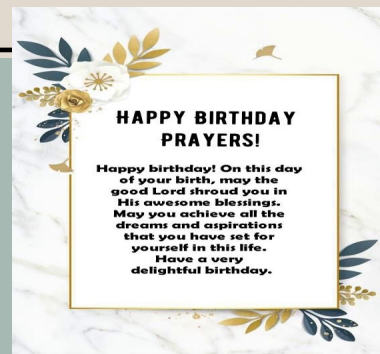 HAPPY BIRTHDAY
PRAYERS!
Happy birthday! On this day
of your birth, may the
good Lord shroud you in
His awesome blessings.
May you achieve all the
dreams and aspirations
that you have set for
yourself in this life.
Have a very
delightful birthday.